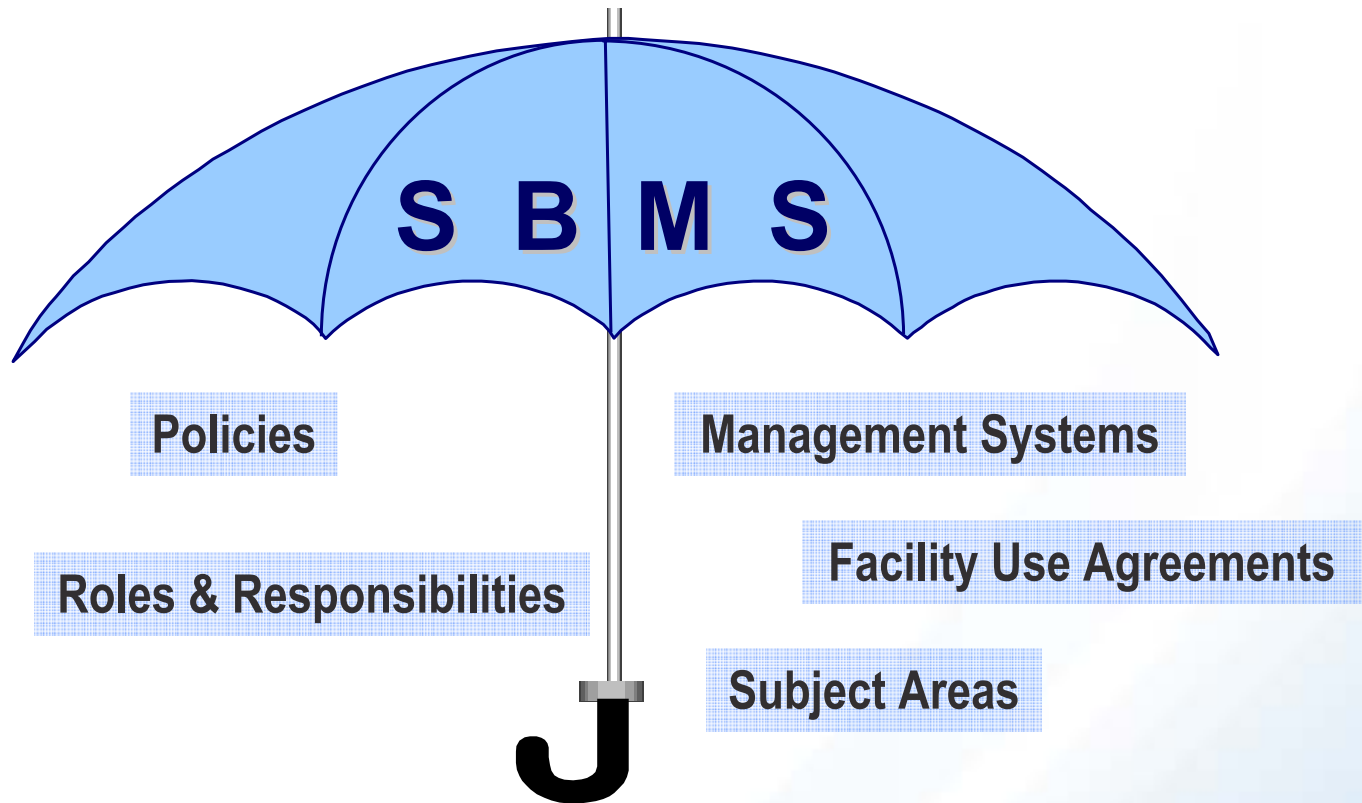 S B M S
Policies
Management Systems
Roles & Responsibilities
Facility Use Agreements
Subject Areas